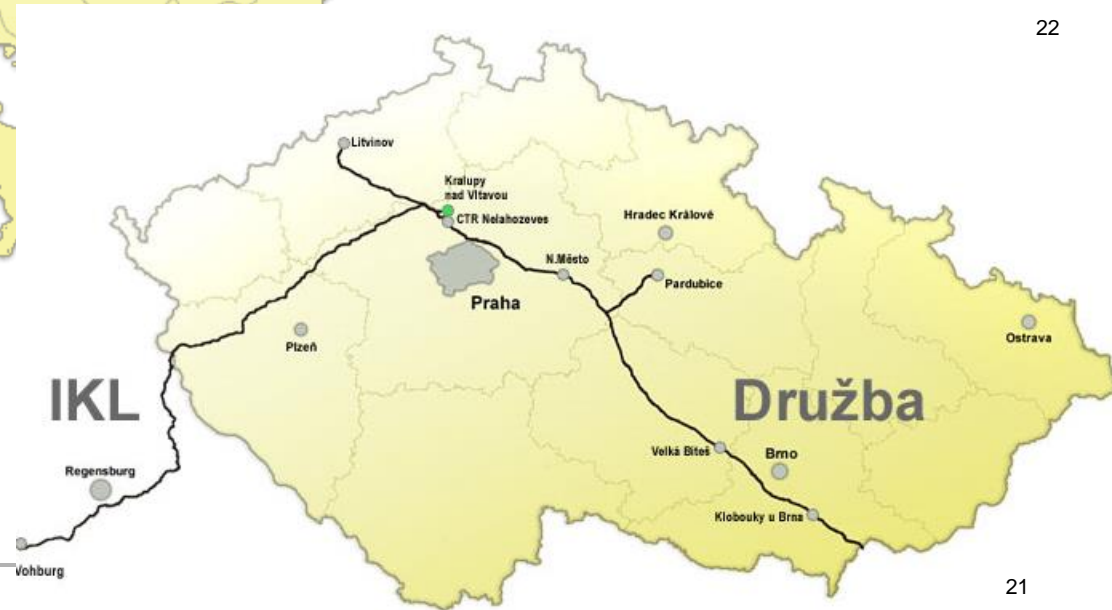 22
Litvinov
Kralupy
nad Vltavou
CTR Nelahozeves
Hradec Králové
N.Město
Pardubice
Praha
Plzeň
Ostrava
IKL
Družba
Velká Bíteš
Brno
Regensburg
Klobouky u Brna
Vohburg
21